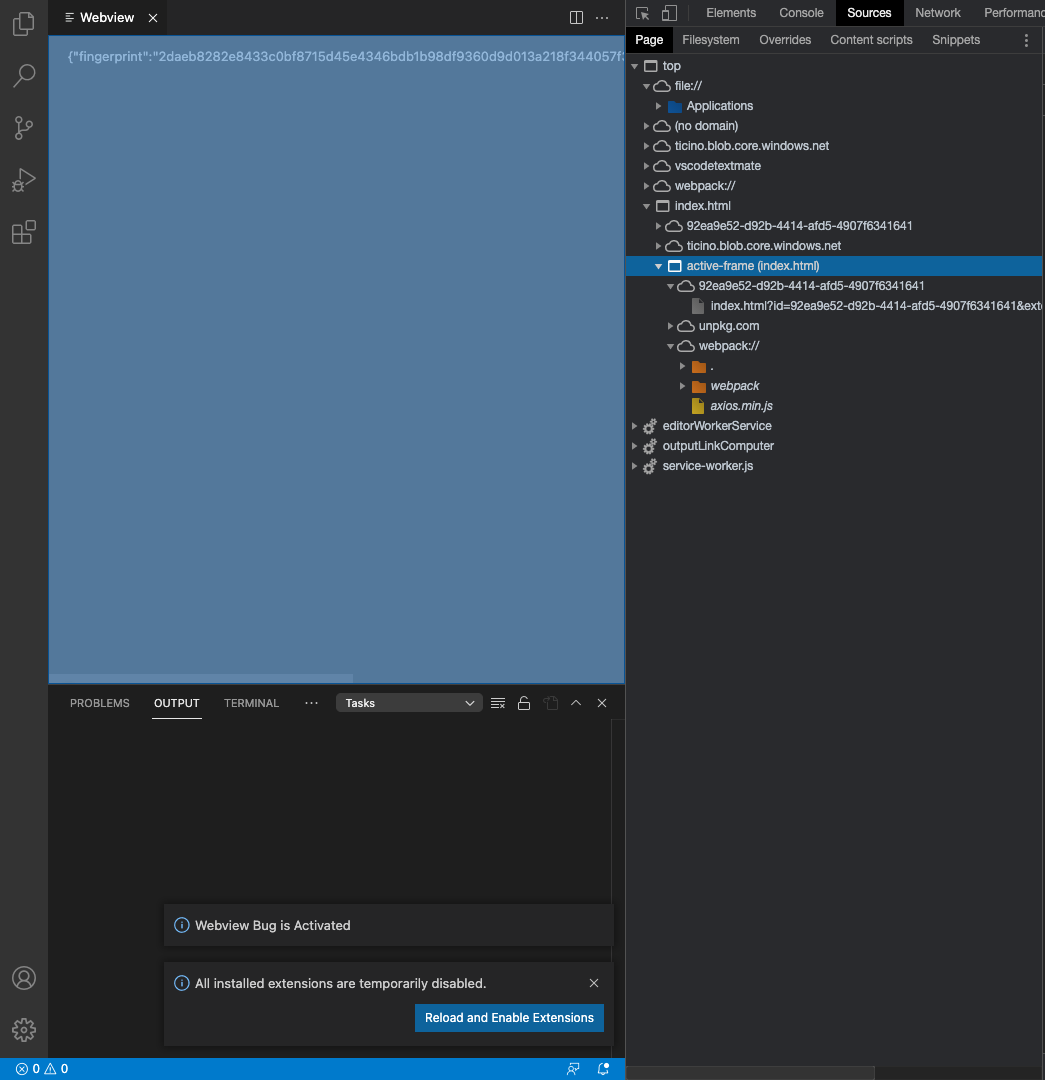 Webview
{"fingerprint":"2daeb8282e8433c0bf8715d45e4346bdb1b98df9360d9d013a218f344057f
PROBLEMS OUTPUT TERMINAL ··· Tasks
Webview Bug is Activated
All installed extensions are temporarily disabled.
Reload and Enable Extensions
0 0
Elements Console Sources Network Performanc
Page Filesystem Overrides Content scripts Snippets
top
file://
Applications
(no domain)
ticino.blob.core.windows.net
vscodetextmate
webpack://
index.html
92ea9e52-d92b-4414-afd5-4907f6341641
ticino.blob.core.windows.net
active-frame (index.html)
92ea9e52-d92b-4414-afd5-4907f6341641
index.html?id=92ea9e52-d92b-4414-afd5-4907f6341641&exte
unpkg.com
webpack://
.
webpack
axios.min.js
editorWorkerService
outputLinkComputer
service-worker.js